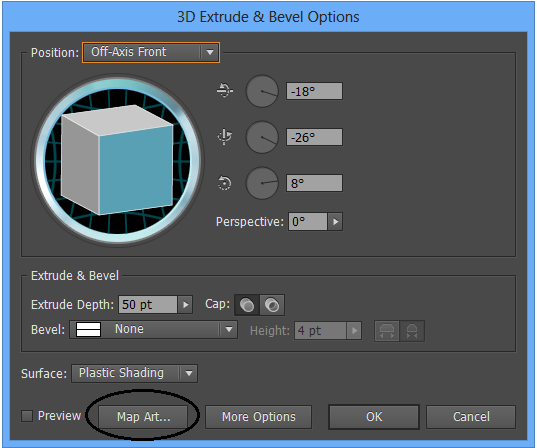 3D Extrude & Bevel Options
Position: Off-Axis Front
-18°
-26°
8°
Perspective: 0°
Extrude & Bevel
Extrude Depth: 50 pt Cap:
Bevel: None Height: 4 pt
Surface: Plastic Shading
Preview Map Art... More Options OK Cancel